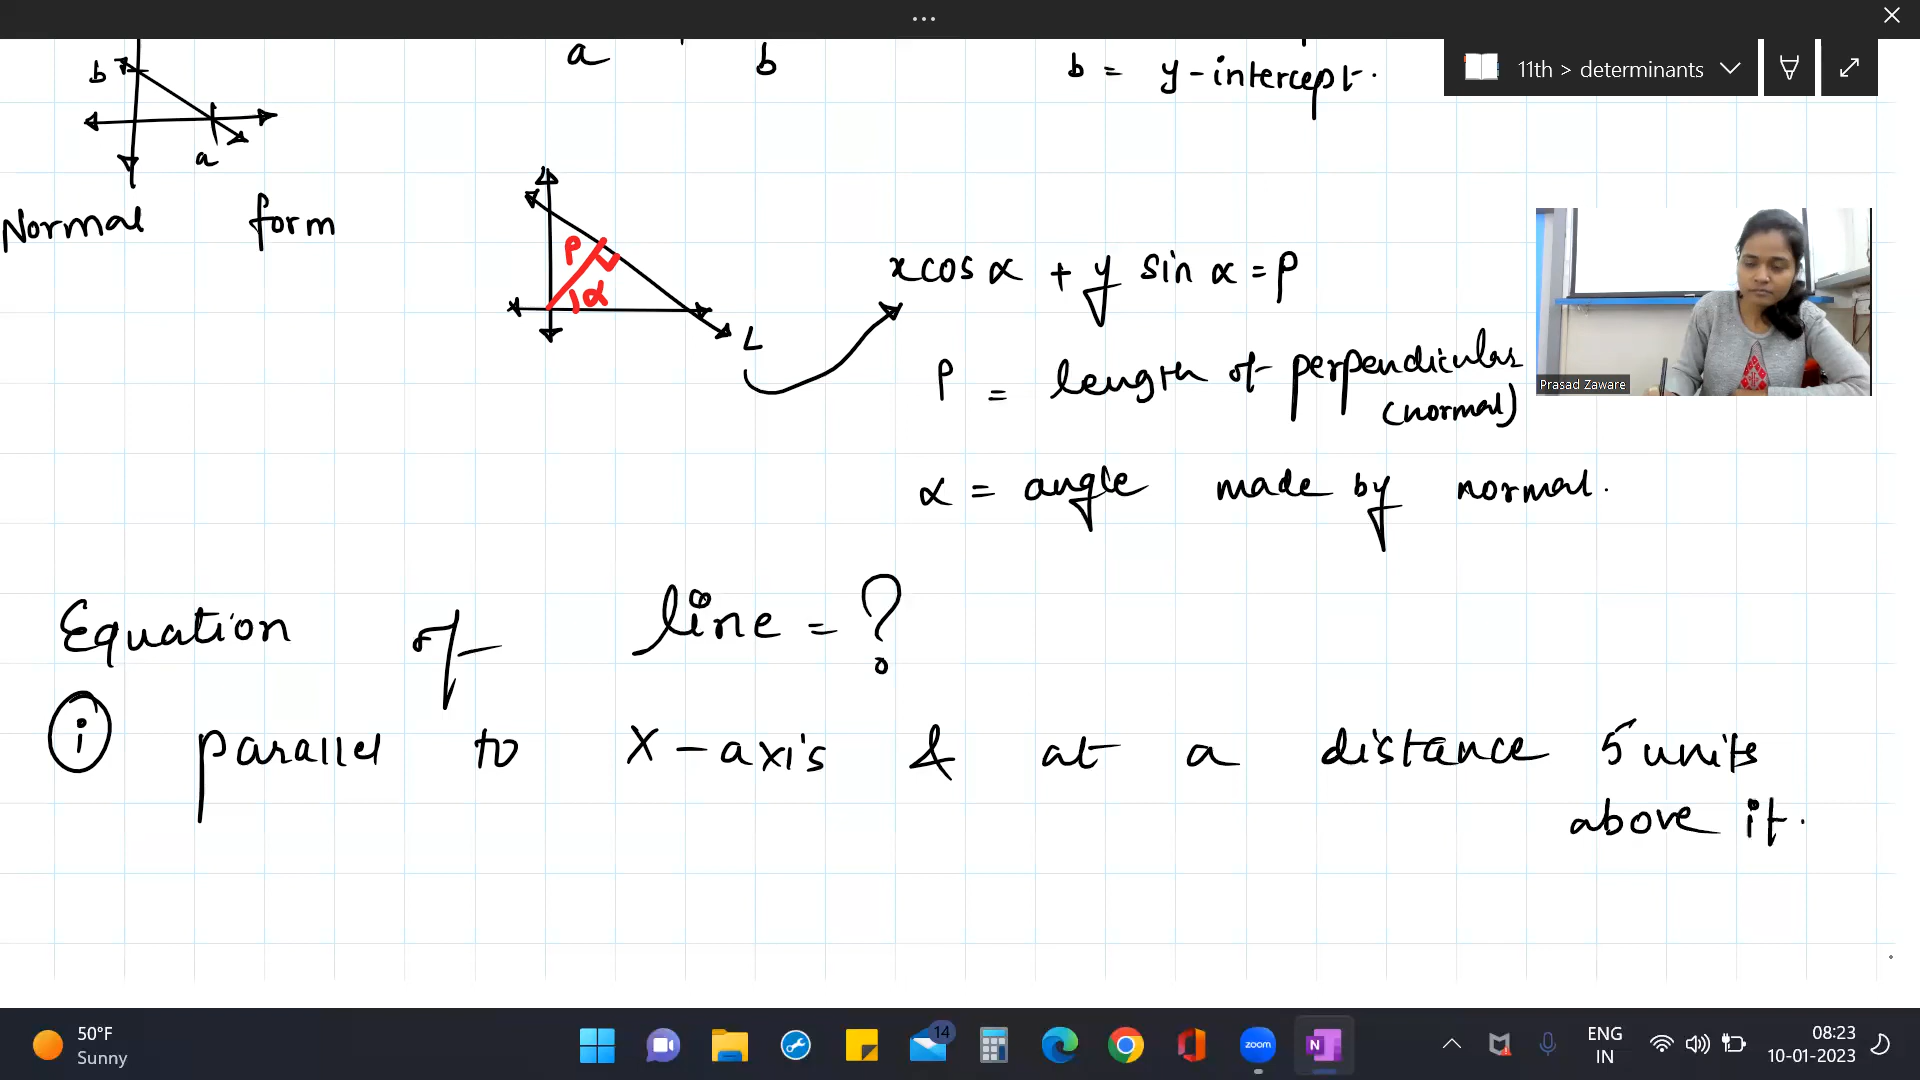 ...
11th > determinants
b
a
a b
b = y-intercept.
Normal form
P
α
L
xcos α + y sin α = p
Prasad Zaware
P = length of perpendicular
(normal)
α = angle made by normal.
Equation of line = ?
i parallel to X-axis & at a distance 5 units
above it.
50°F
Sunny
14
zoom
N
ENG
IN
08:23
10-01-2023